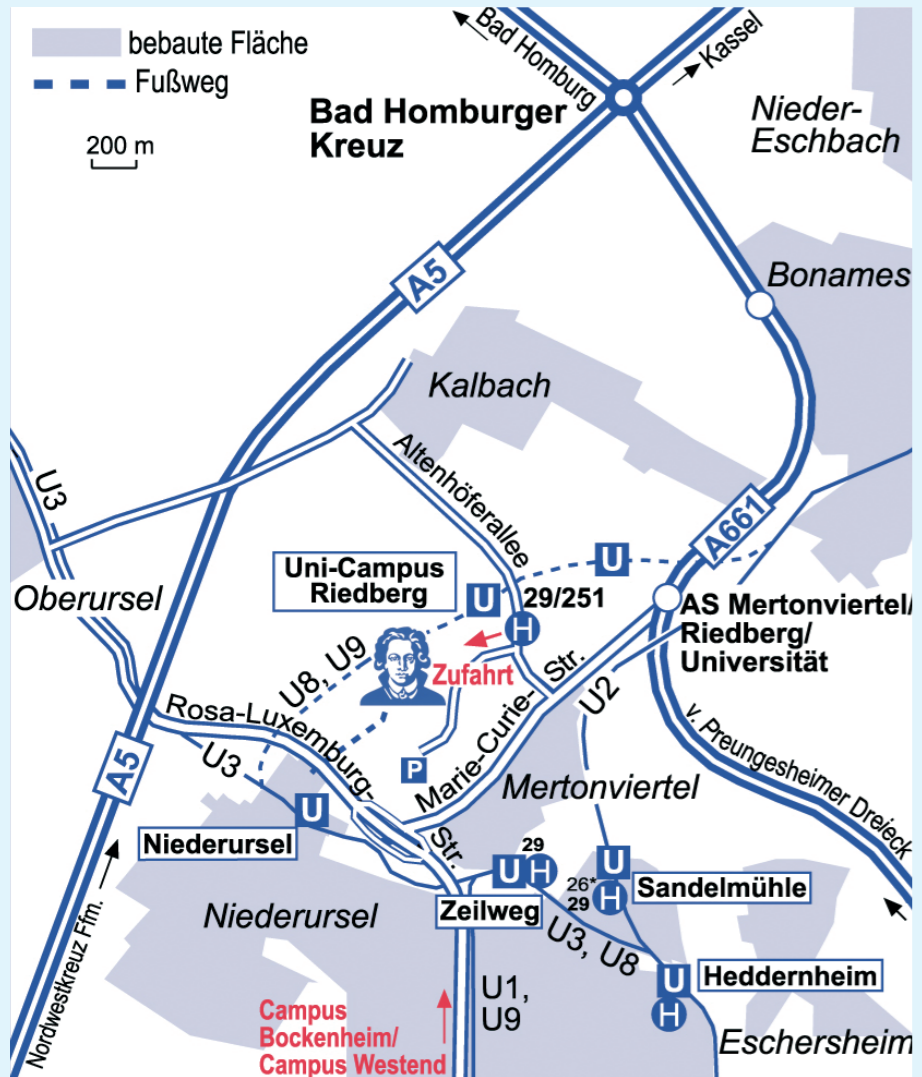 bebaute Fläche
Fußweg
200 m
Bad Homburg
Kassel
Bad Homburger
Kreuz
Nieder-
Eschbach
A5
Bonames
Kalbach
Altenhöferallee
U3
A661
U
Uni-Campus
Riedberg
U
29/251
H
Oberursel
AS Mertonviertel/
Riedberg/
Universität
Zufahrt
U8, U9
Marie-Curie-Str.
U2
Rosa-Luxemburg-
Str.
v. Preungesheimer Dreieck
A5
U3
P
Mertonviertel
U
Niederursel
29
U H
U
26*
29
H
Sandelmühle
Niederursel
Zeilweg
U3, U8
U
Heddernheim
H
Nordwestkreuz Ffm.
U1,
U9
Campus
Bockenheim/
Campus Westend
Eschersheim